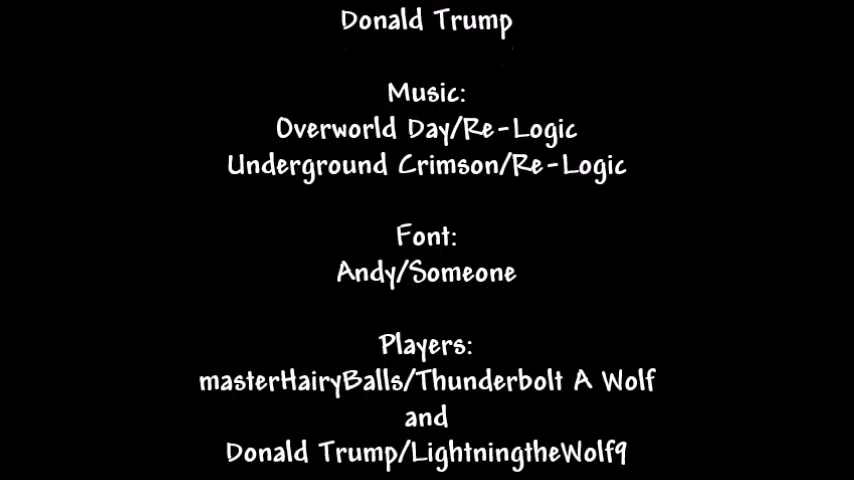 Donald Trump
Music:
Overworld Day/Re-Logic
Underground Crimson/Re-Logic
Font:
Andy/Someone
Players:
masterHairyBalls/Thunderbolt A Wolf
and
Donald Trump/LightningtheWolf9